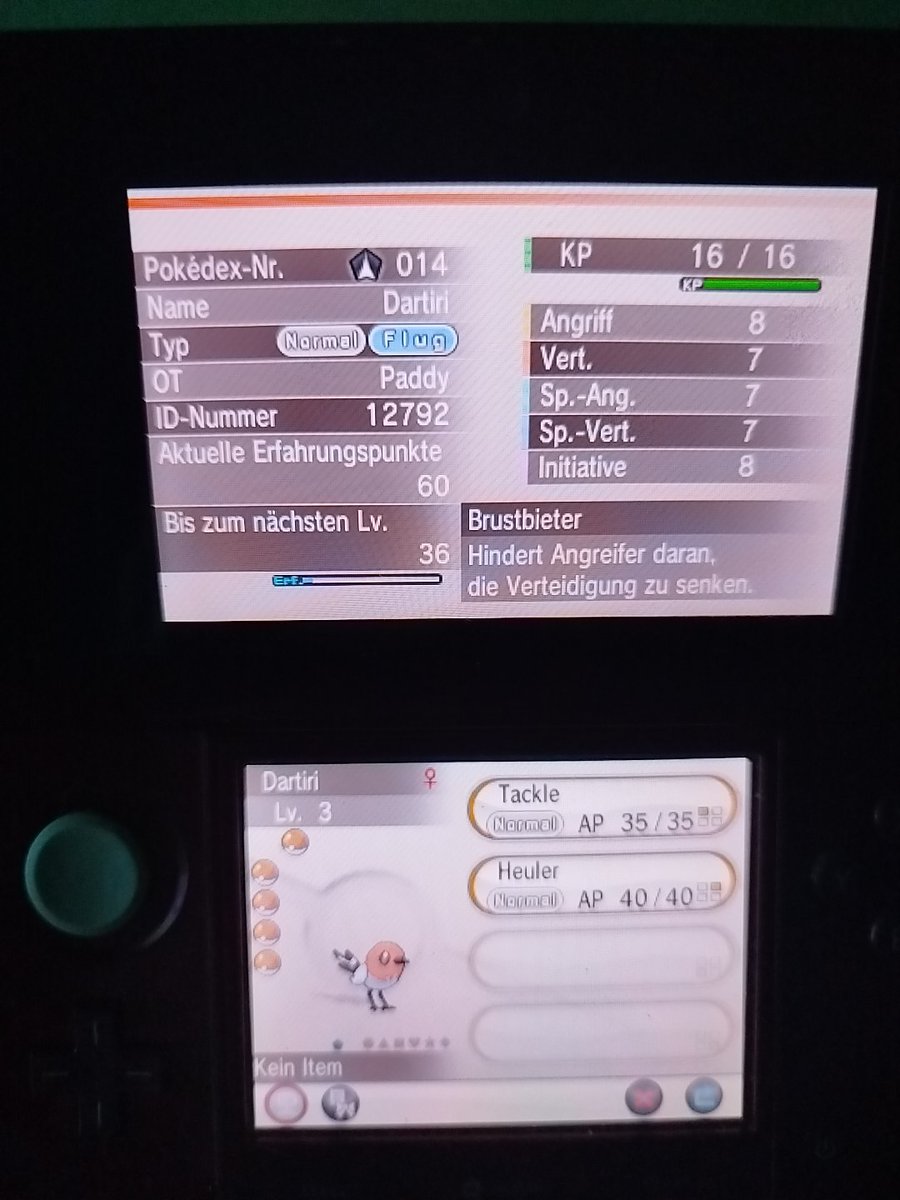 Pokédex-Nr. 014
Name Dartiri
Typ Normal Flug
OT Paddy
ID-Nummer 12792
Aktuelle Erfahrungspunkte
60
Bis zum nächsten Lv.
36
Erf.
KP 16 / 16
KP
Angriff 8
Vert. 7
Sp.-Ang. 7
Sp.-Vert. 7
Initiative 8
Brustbieter
Hindert Angreifer daran,
die Verteidigung zu senken.
Dartiri ♀
Lv. 3
Tackle
Normal AP 35/35
Heuler
Normal AP 40/40
Kein Item